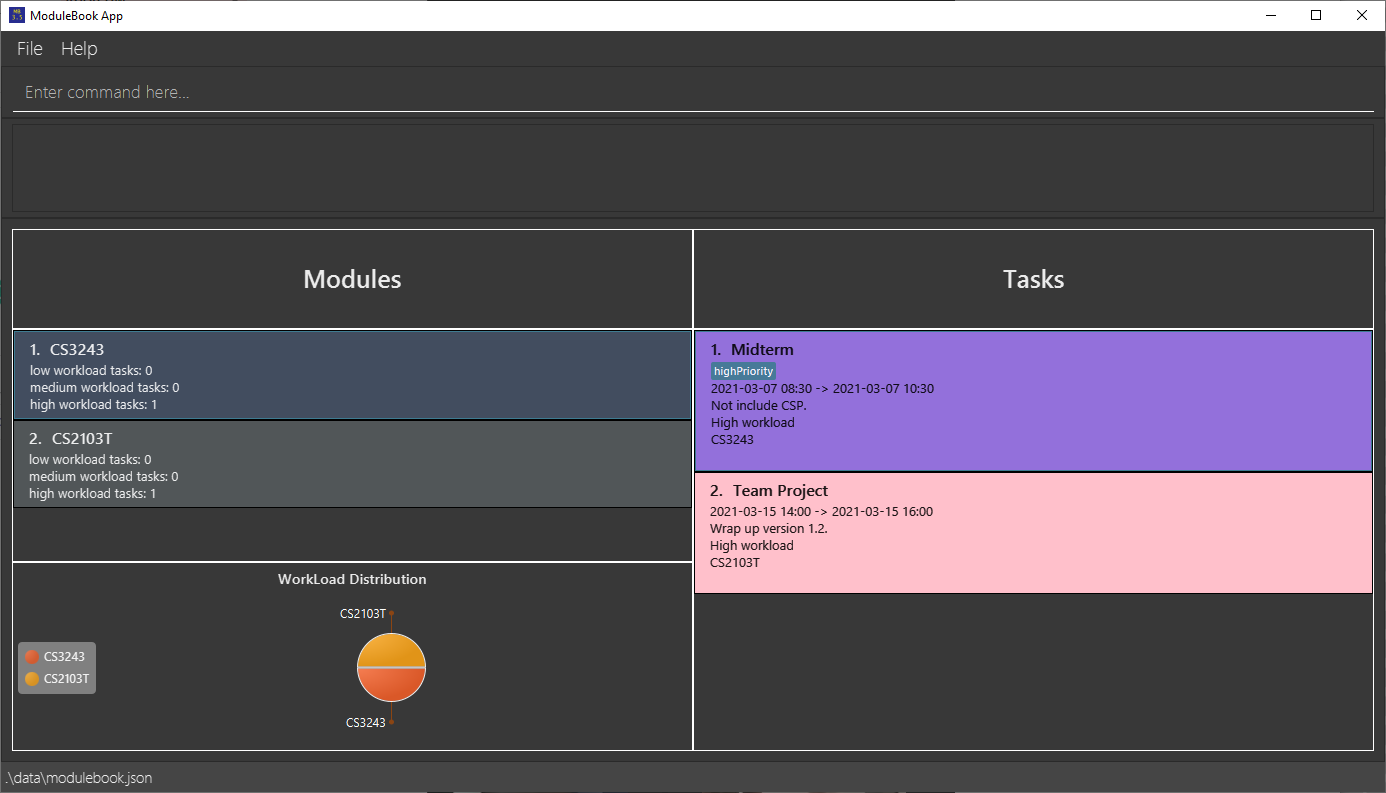 MB 3.5 ModuleBook App
File Help
Enter command here...
Modules
1. CS3243
low workload tasks: 0
medium workload tasks: 0
high workload tasks: 1
2. CS2103T
low workload tasks: 0
medium workload tasks: 0
high workload tasks: 1
WorkLoad Distribution
CS2103T
CS3243
CS3243
CS2103T
Tasks
1. Midterm
highPriority
2021-03-07 08:30 -> 2021-03-07 10:30
Not include CSP.
High workload
CS3243
2. Team Project
2021-03-15 14:00 -> 2021-03-15 16:00
Wrap up version 1.2.
High workload
CS2103T
.\data\modulebook.json